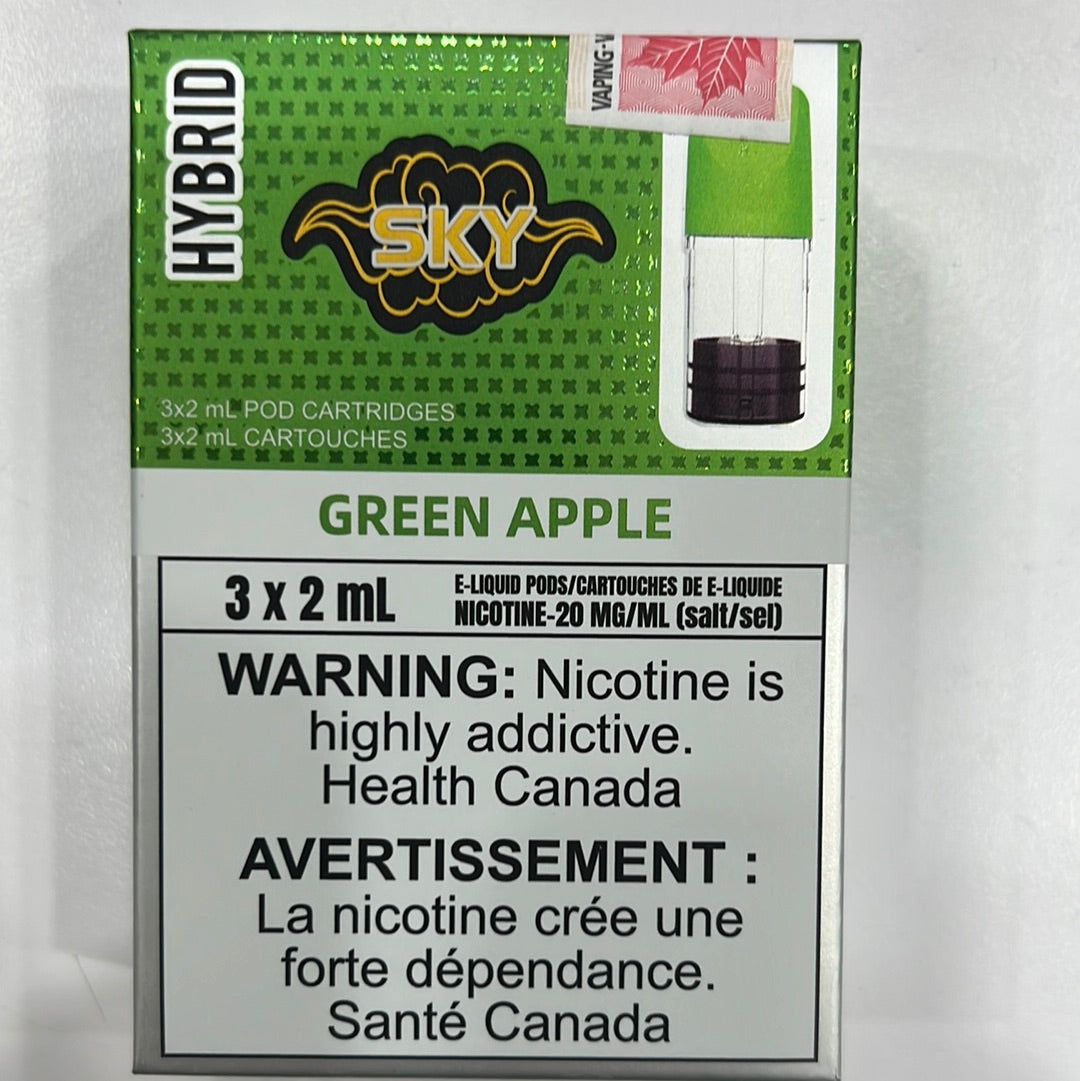 HYBRID
VAPING-V
SKY
3x2 mL POD CARTRIDGES
3x2 mL CARTOUCHES
GREEN APPLE
3 x 2 mL
E-LIQUID PODS/CARTOUCHES DE E-LIQUIDE
NICOTINE-20 MG/ML (salt/sel)
WARNING: Nicotine is
highly addictive.
Health Canada
AVERTISSEMENT :
La nicotine crée une
forte dépendance.
Santé Canada